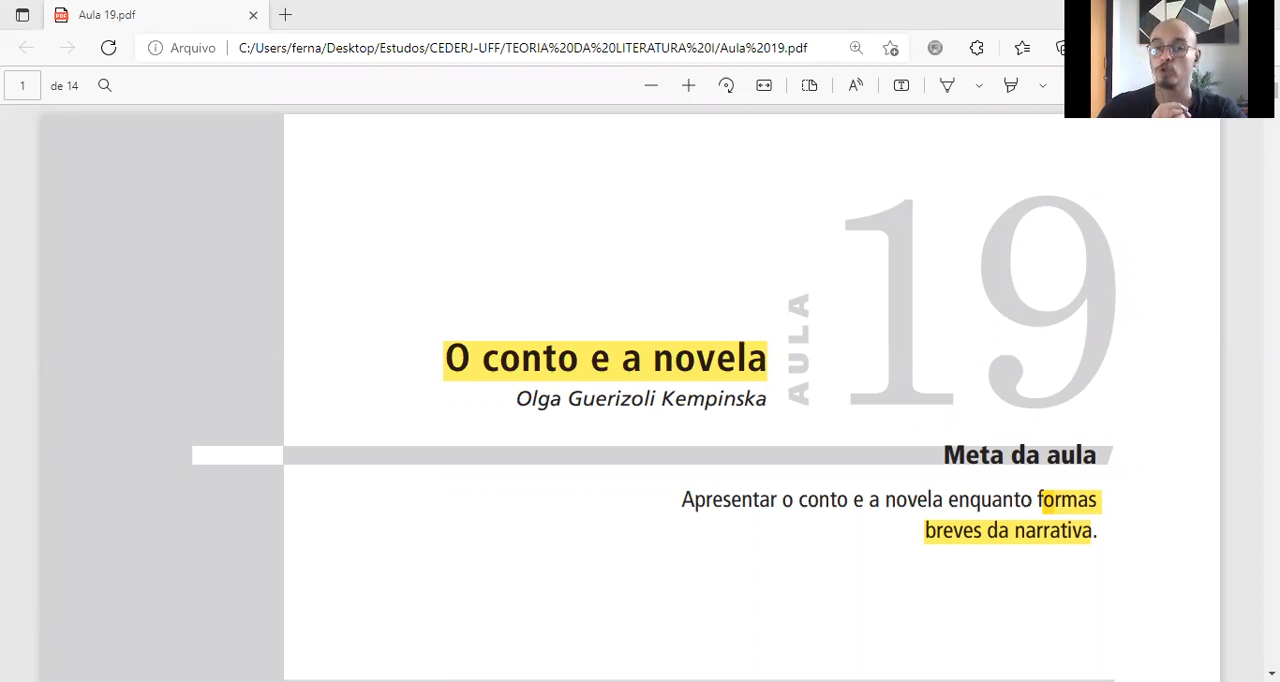 Aula 19.pdf
Arquivo
C:/Users/ferna/Desktop/Estudos/CEDERJ-UFF/TEORIA%20DA%20LITERATURA%20I/Aula%2019.pdf
1 de 14
19
AULA
O conto e a novela
Olga Guerizoli Kempinska
Meta da aula
Apresentar o conto e a novela enquanto formas
breves da narrativa.